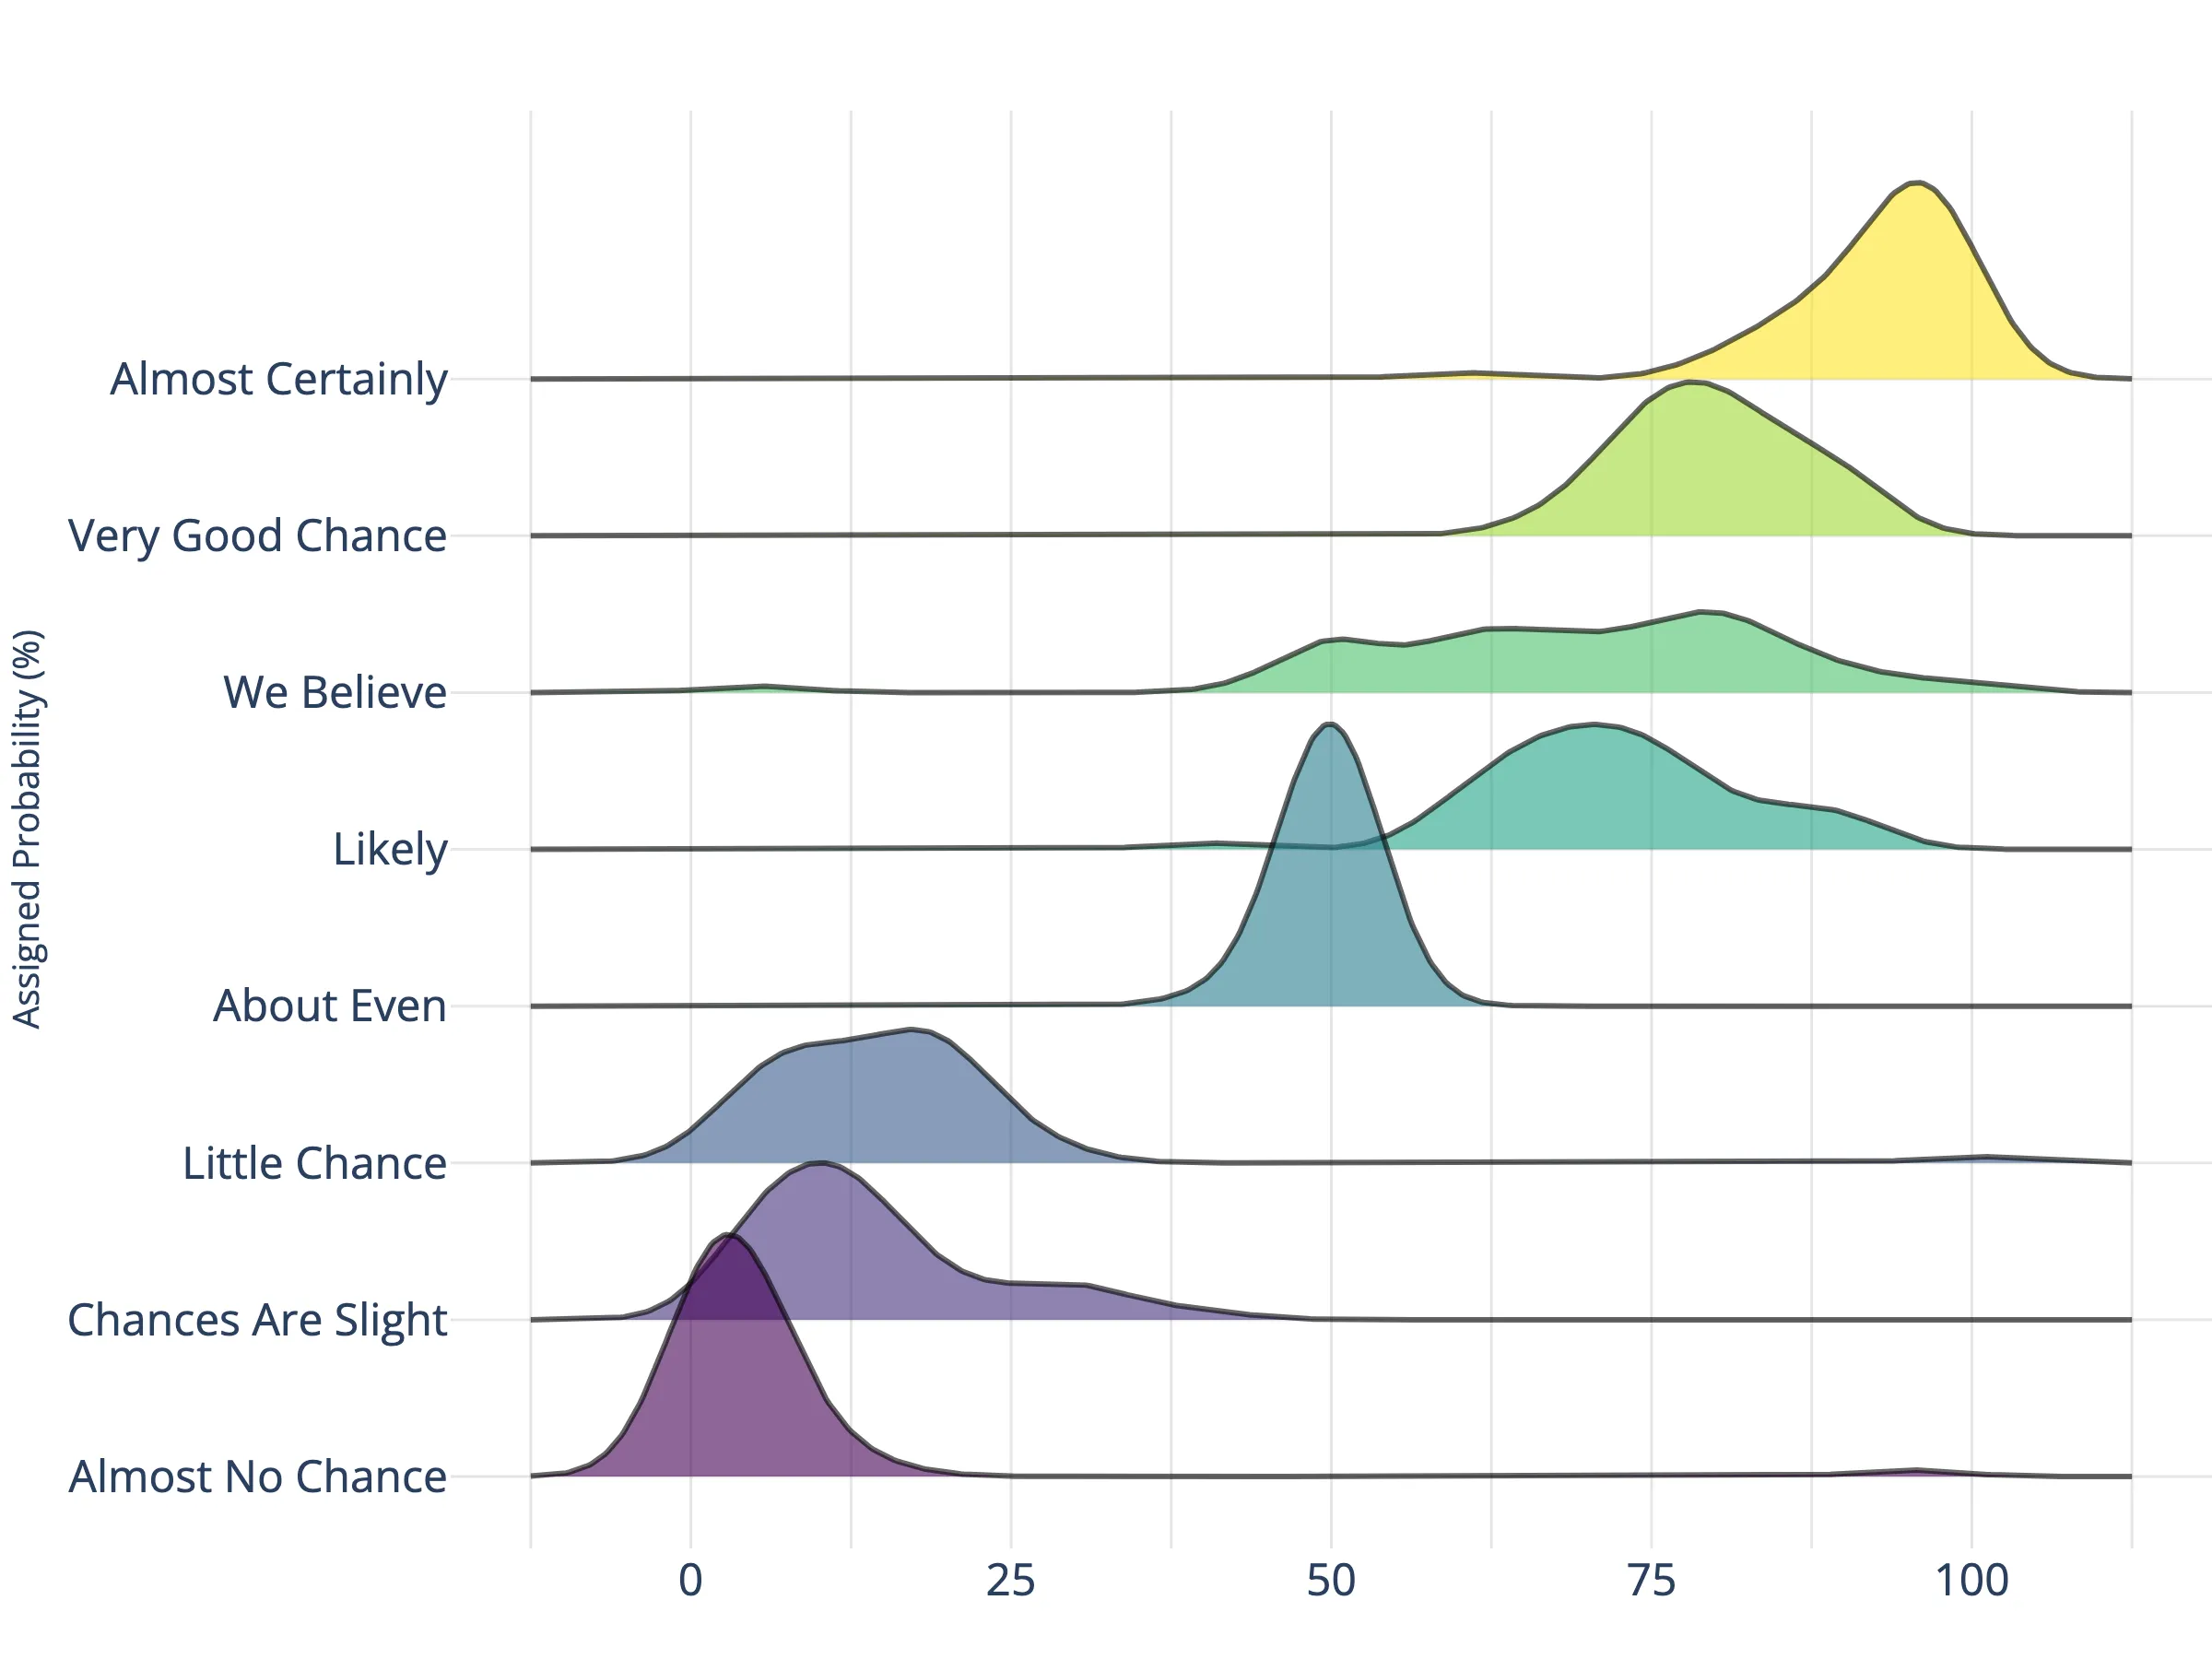 Almost Certainly
Very Good Chance
We Believe
Likely
About Even
Little Chance
Chances Are Slight
Almost No Chance
Assigned Probability (%)
0 25 50 75 100